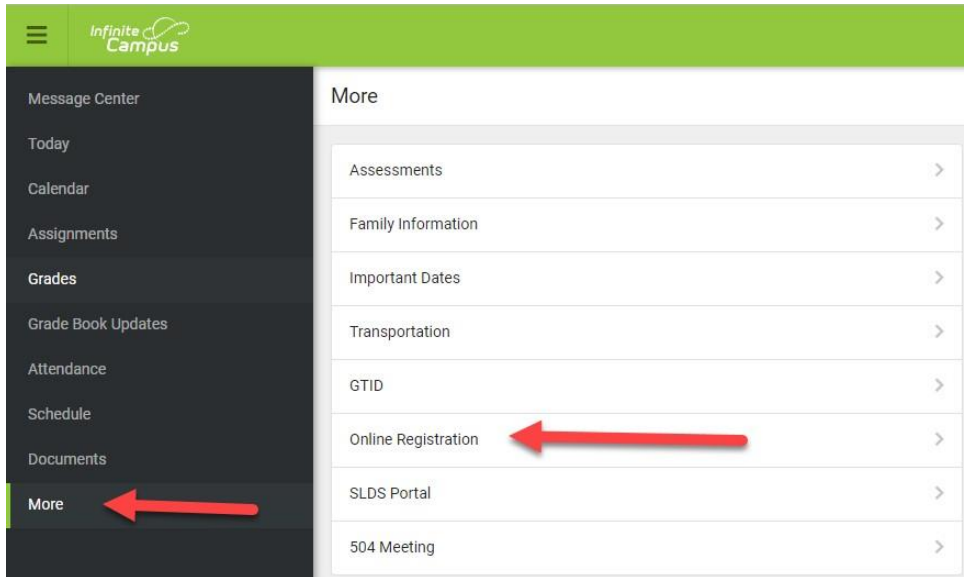 Infinite
Campus
Message Center
Today
Calendar
Assignments
Grades
Grade Book Updates
Attendance
Schedule
Documents
More
More
Assessments
Family Information
Important Dates
Transportation
GTID
Online Registration
SLDS Portal
504 Meeting